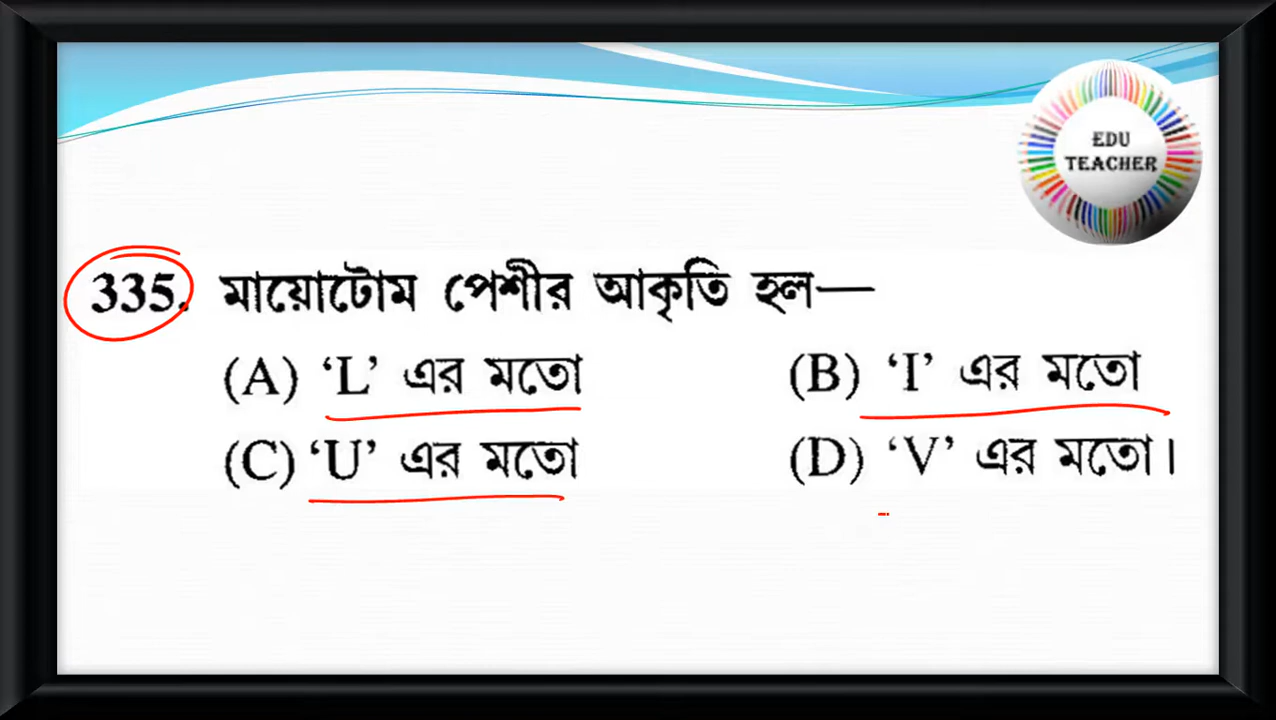 EDU
TEACHER
335. মায়োটোম পেশীর আকৃতি হল—
(A) ‘L’ এর মতো (B) ‘I’ এর মতো
(C) ‘U’ এর মতো (D) ‘V’ এর মতো।